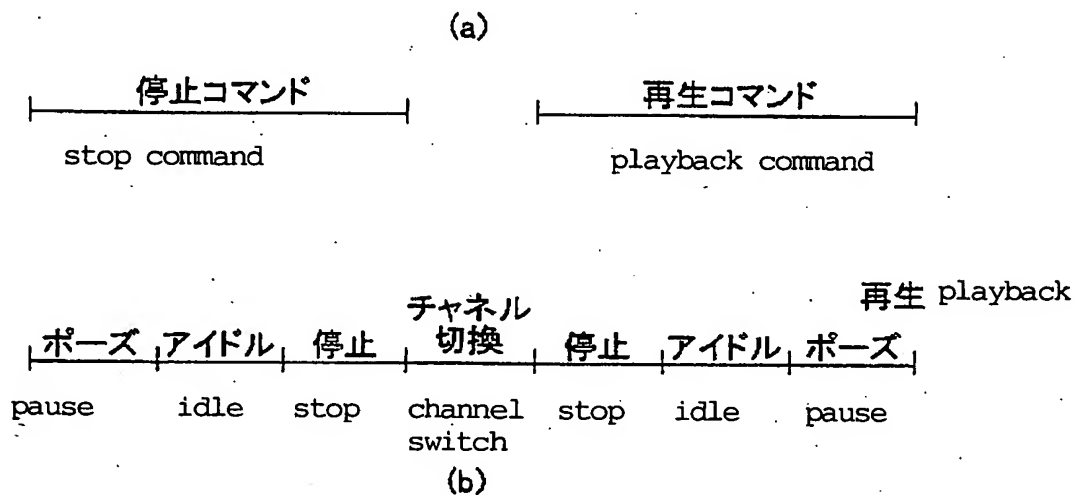 (a)
停止コマンド
再生コマンド
stop command
playback command
再生 playback
ポーズ アイドル 停止 チャネル
切換 停止 アイドル ポーズ
pause idle stop channel
switch stop idle pause
(b)